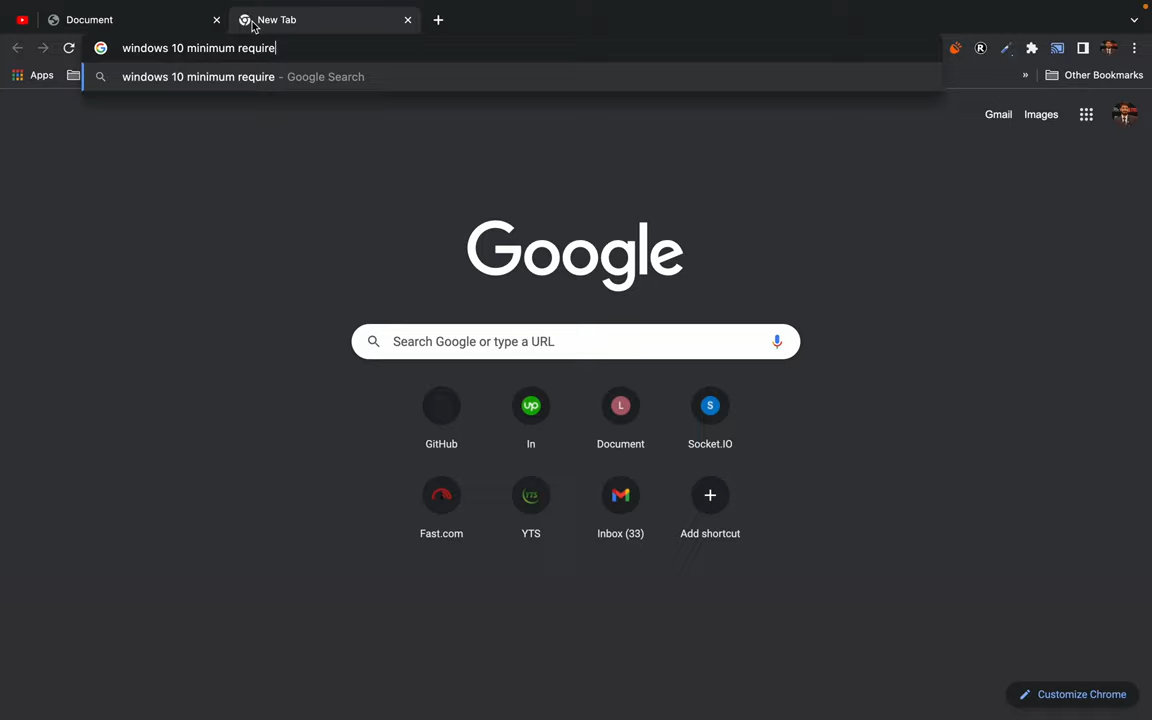 Document
New Tab
windows 10 minimum require
windows 10 minimum require - Google Search
Apps
Other Bookmarks
Gmail
Images
Google
Search Google or type a URL
GitHub
In
Document
Socket.IO
Fast.com
YTS
Inbox (33)
Add shortcut
Customize Chrome